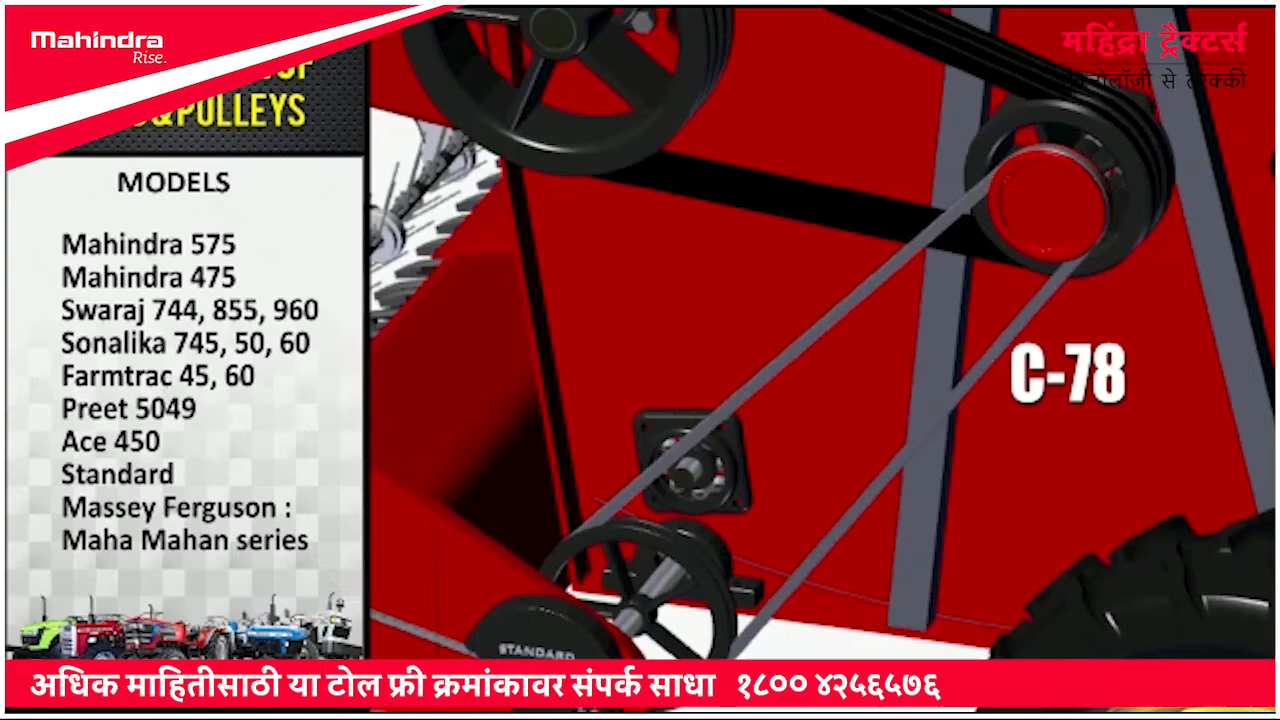 Mahindra
Rise.
&PULLEYS
महिंद्रा ट्रैक्टर्स
से तरक्की
MODELS
Mahindra 575
Mahindra 475
Swaraj 744, 855, 960
Sonalika 745, 50, 60
Farmtrac 45, 60
Preet 5049
Ace 450
Standard
Massey Ferguson :
Maha Mahan series
C-78
STANDARD
अधिक माहितीसाठी या टोल फ्री क्रमांकावर संपर्क साधा १८०० ४२५६५७६